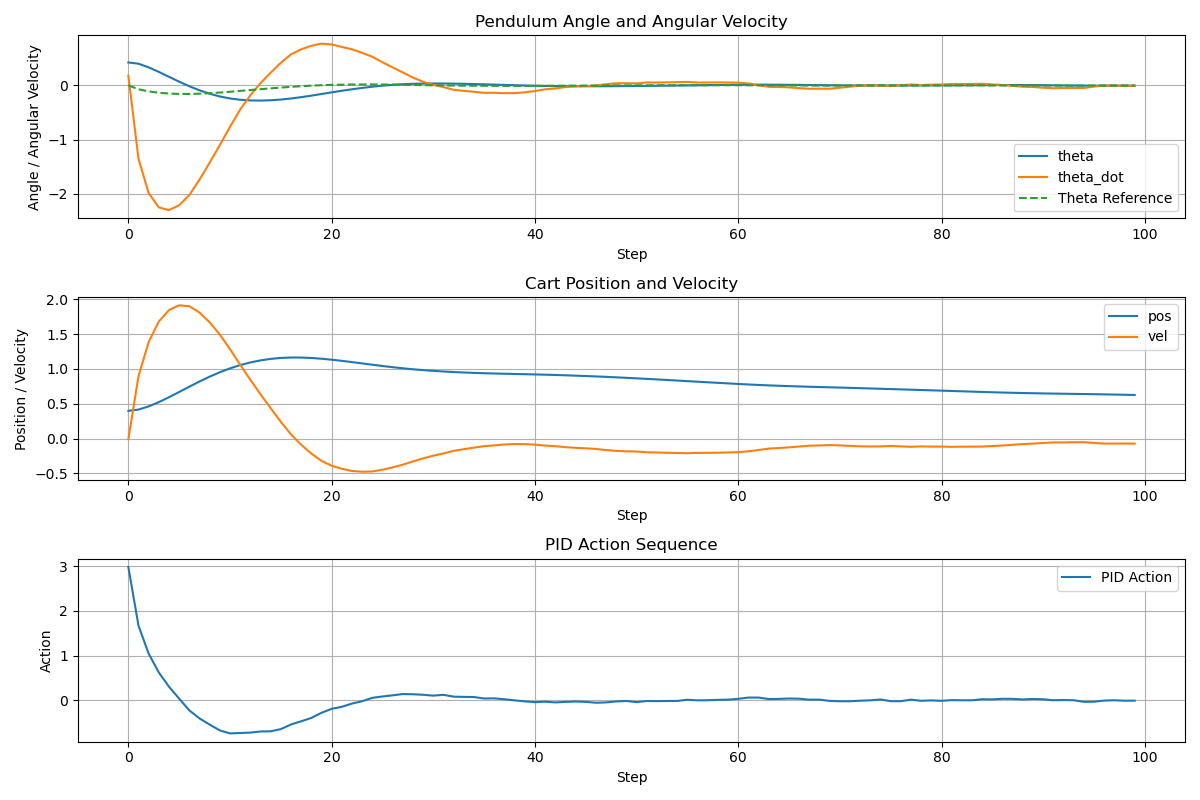 Pendulum Angle and Angular Velocity
Angle / Angular Velocity
0
−1
−2
theta
theta_dot
Theta Reference
0 20 40 60 80 100
Step
Cart Position and Velocity
Position / Velocity
2.0
1.5
1.0
0.5
0.0
−0.5
pos
vel
0 20 40 60 80 100
Step
PID Action Sequence
Action
3
2
1
0
PID Action
0 20 40 60 80 100
Step